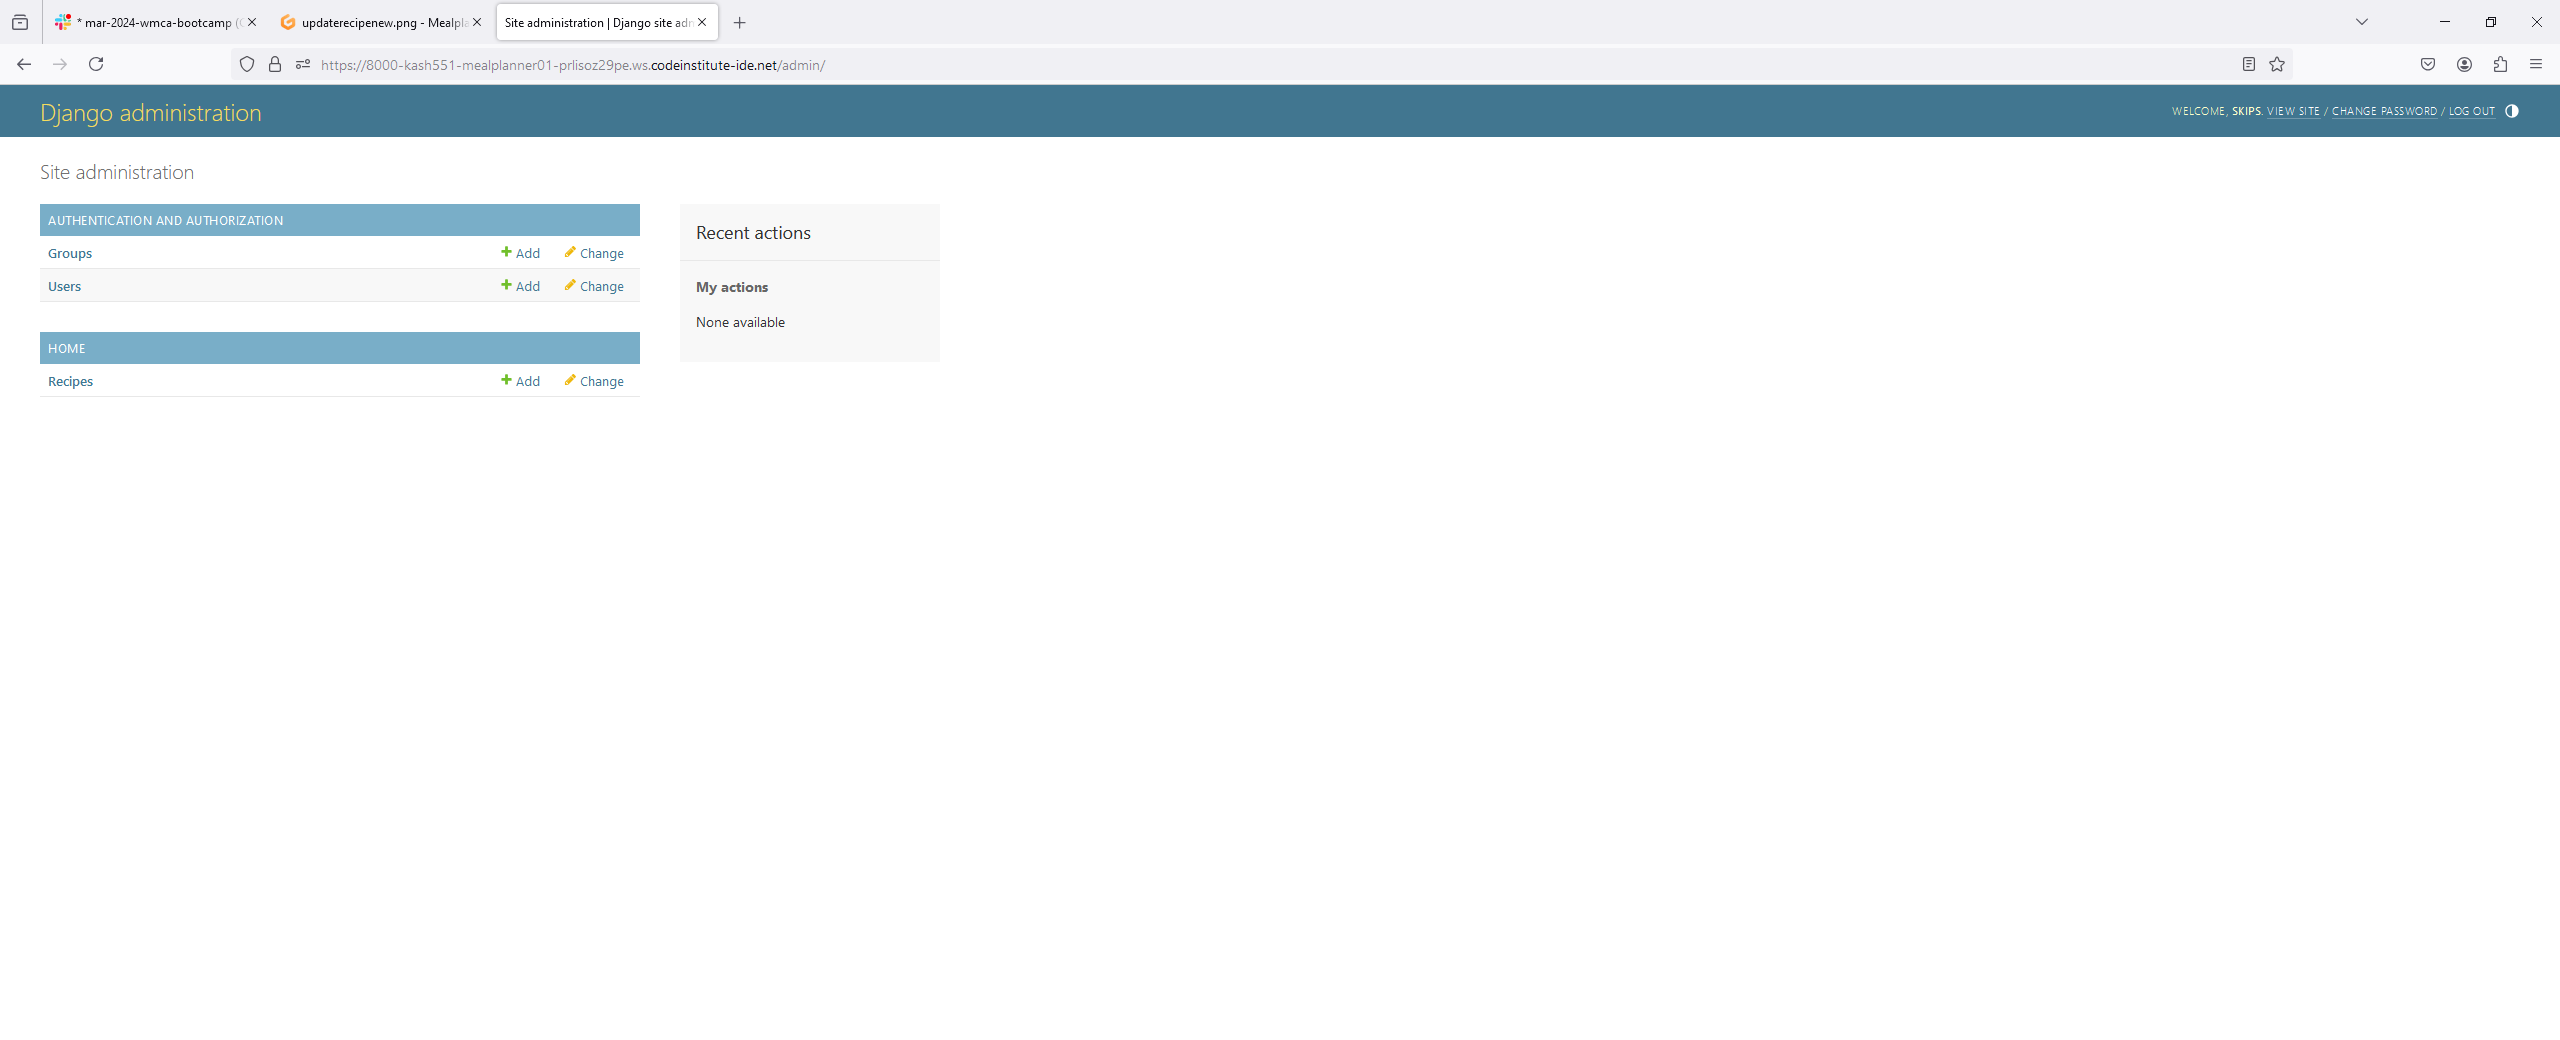 * mar-2024-wmca-bootcamp (
updaterecipenew.png - Mealpla
Site administration | Django site adm
https://8000-kash551-mealplanner01-prlisoz29pe.ws.codeinstitute-ide.net/admin/
Django administration
WELCOME, SKIPS. VIEW SITE / CHANGE PASSWORD / LOG OUT
Site administration
AUTHENTICATION AND AUTHORIZATION
Groups Add Change
Users Add Change
HOME
Recipes Add Change
Recent actions
My actions
None available